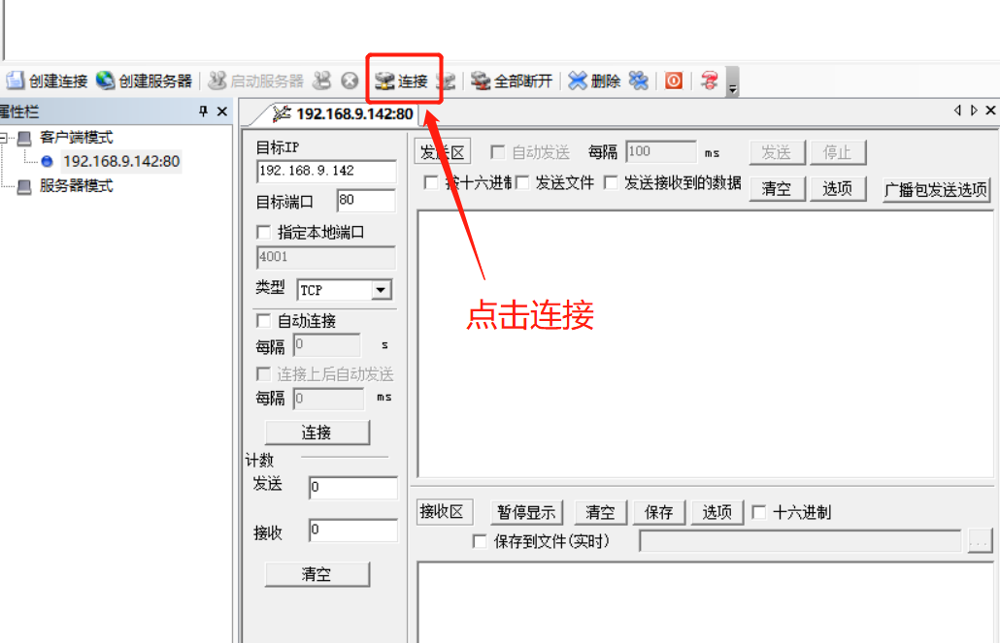 创建连接 创建服务器 启动服务器 连接 全部断开 删除
属性栏
192.168.9.142:80
客户端模式
192.168.9.142:80
服务器模式
目标IP
192.168.9.142
目标端口 80
指定本地端口
4001
类型 TCP
自动连接
每隔 0 s
连接上后自动发送
每隔 0 ms
连接
计数
发送 0
接收 0
清空
发送区 自动发送 每隔 100 ms 发送 停止
按十六进制 发送文件 发送接收到的数据 清空 选项 广播包发送选项
点击连接
接收区 暂停显示 清空 保存 选项 十六进制
保存到文件(实时) ...